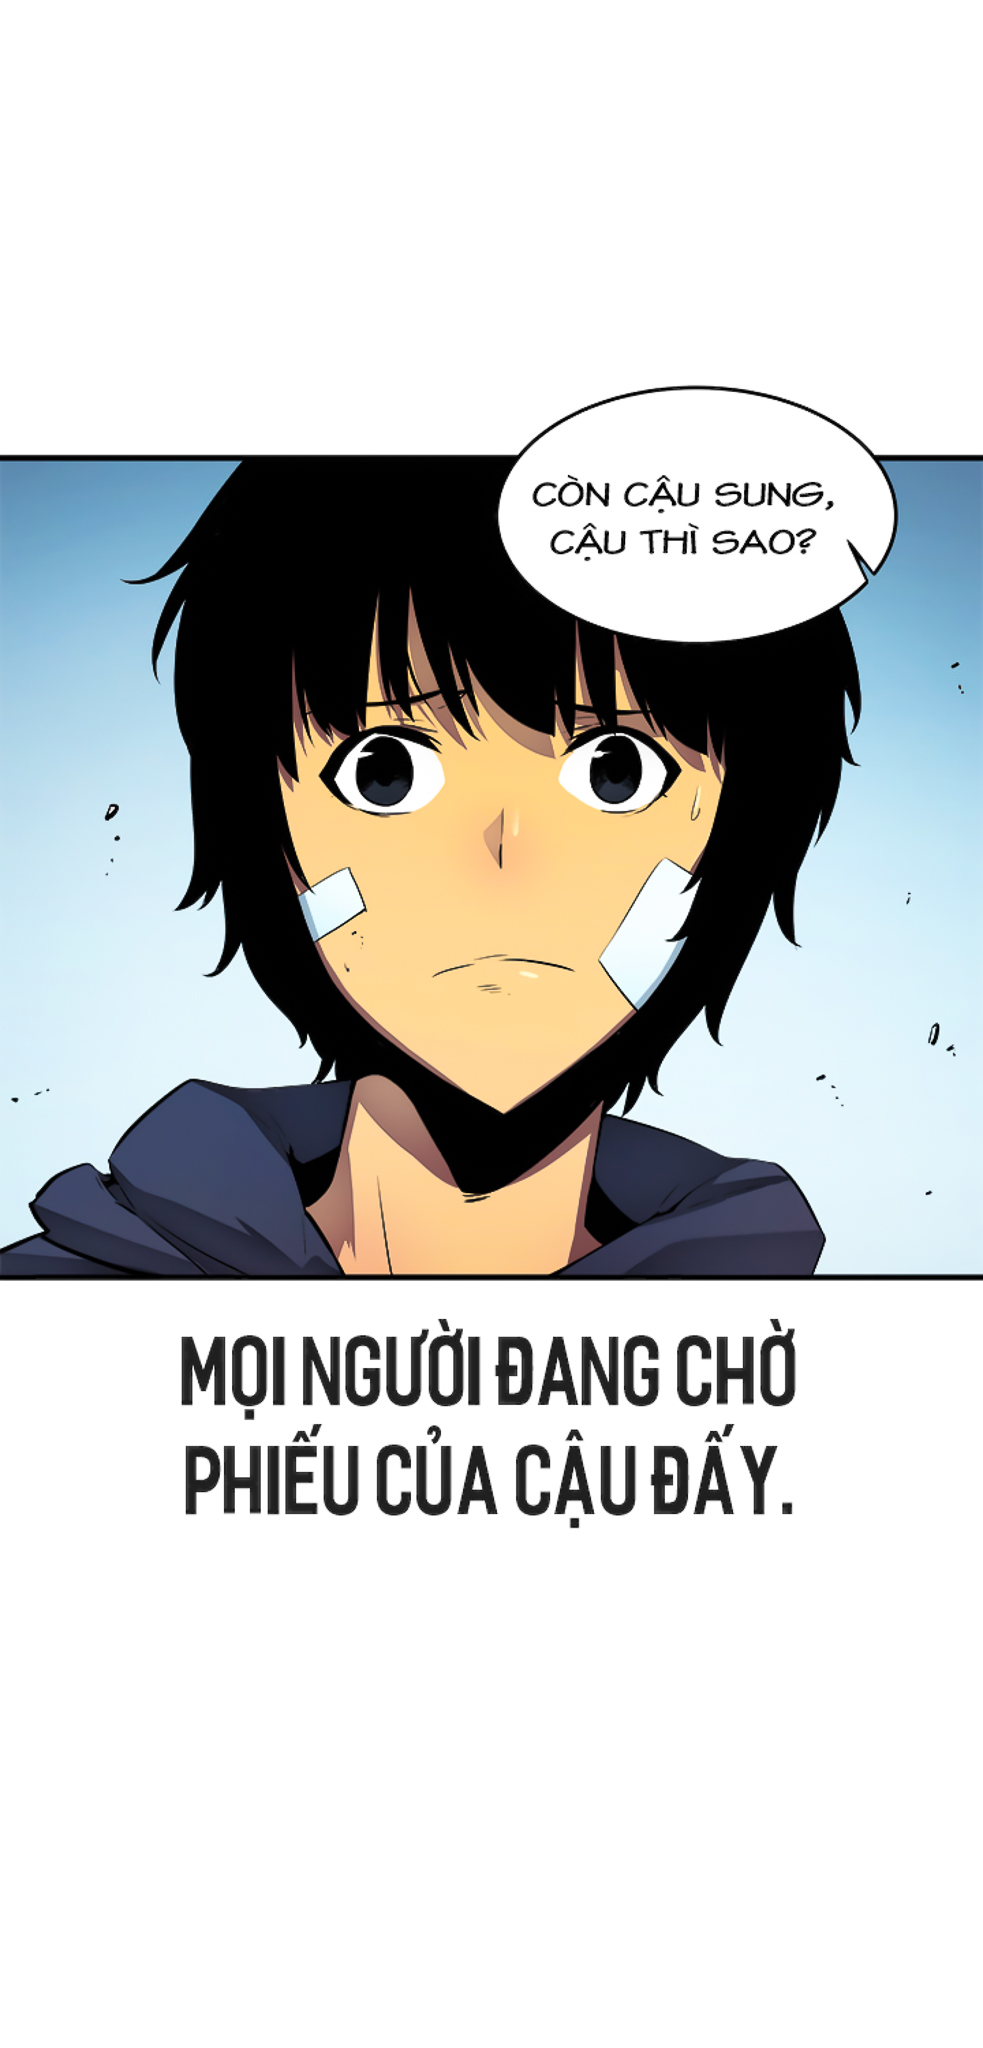 CÒN CẬU SUNG,
CẬU THÌ SAO?
MỌI NGƯỜI ĐANG CHỜ
PHIẾU CỦA CẬU ĐẤY.